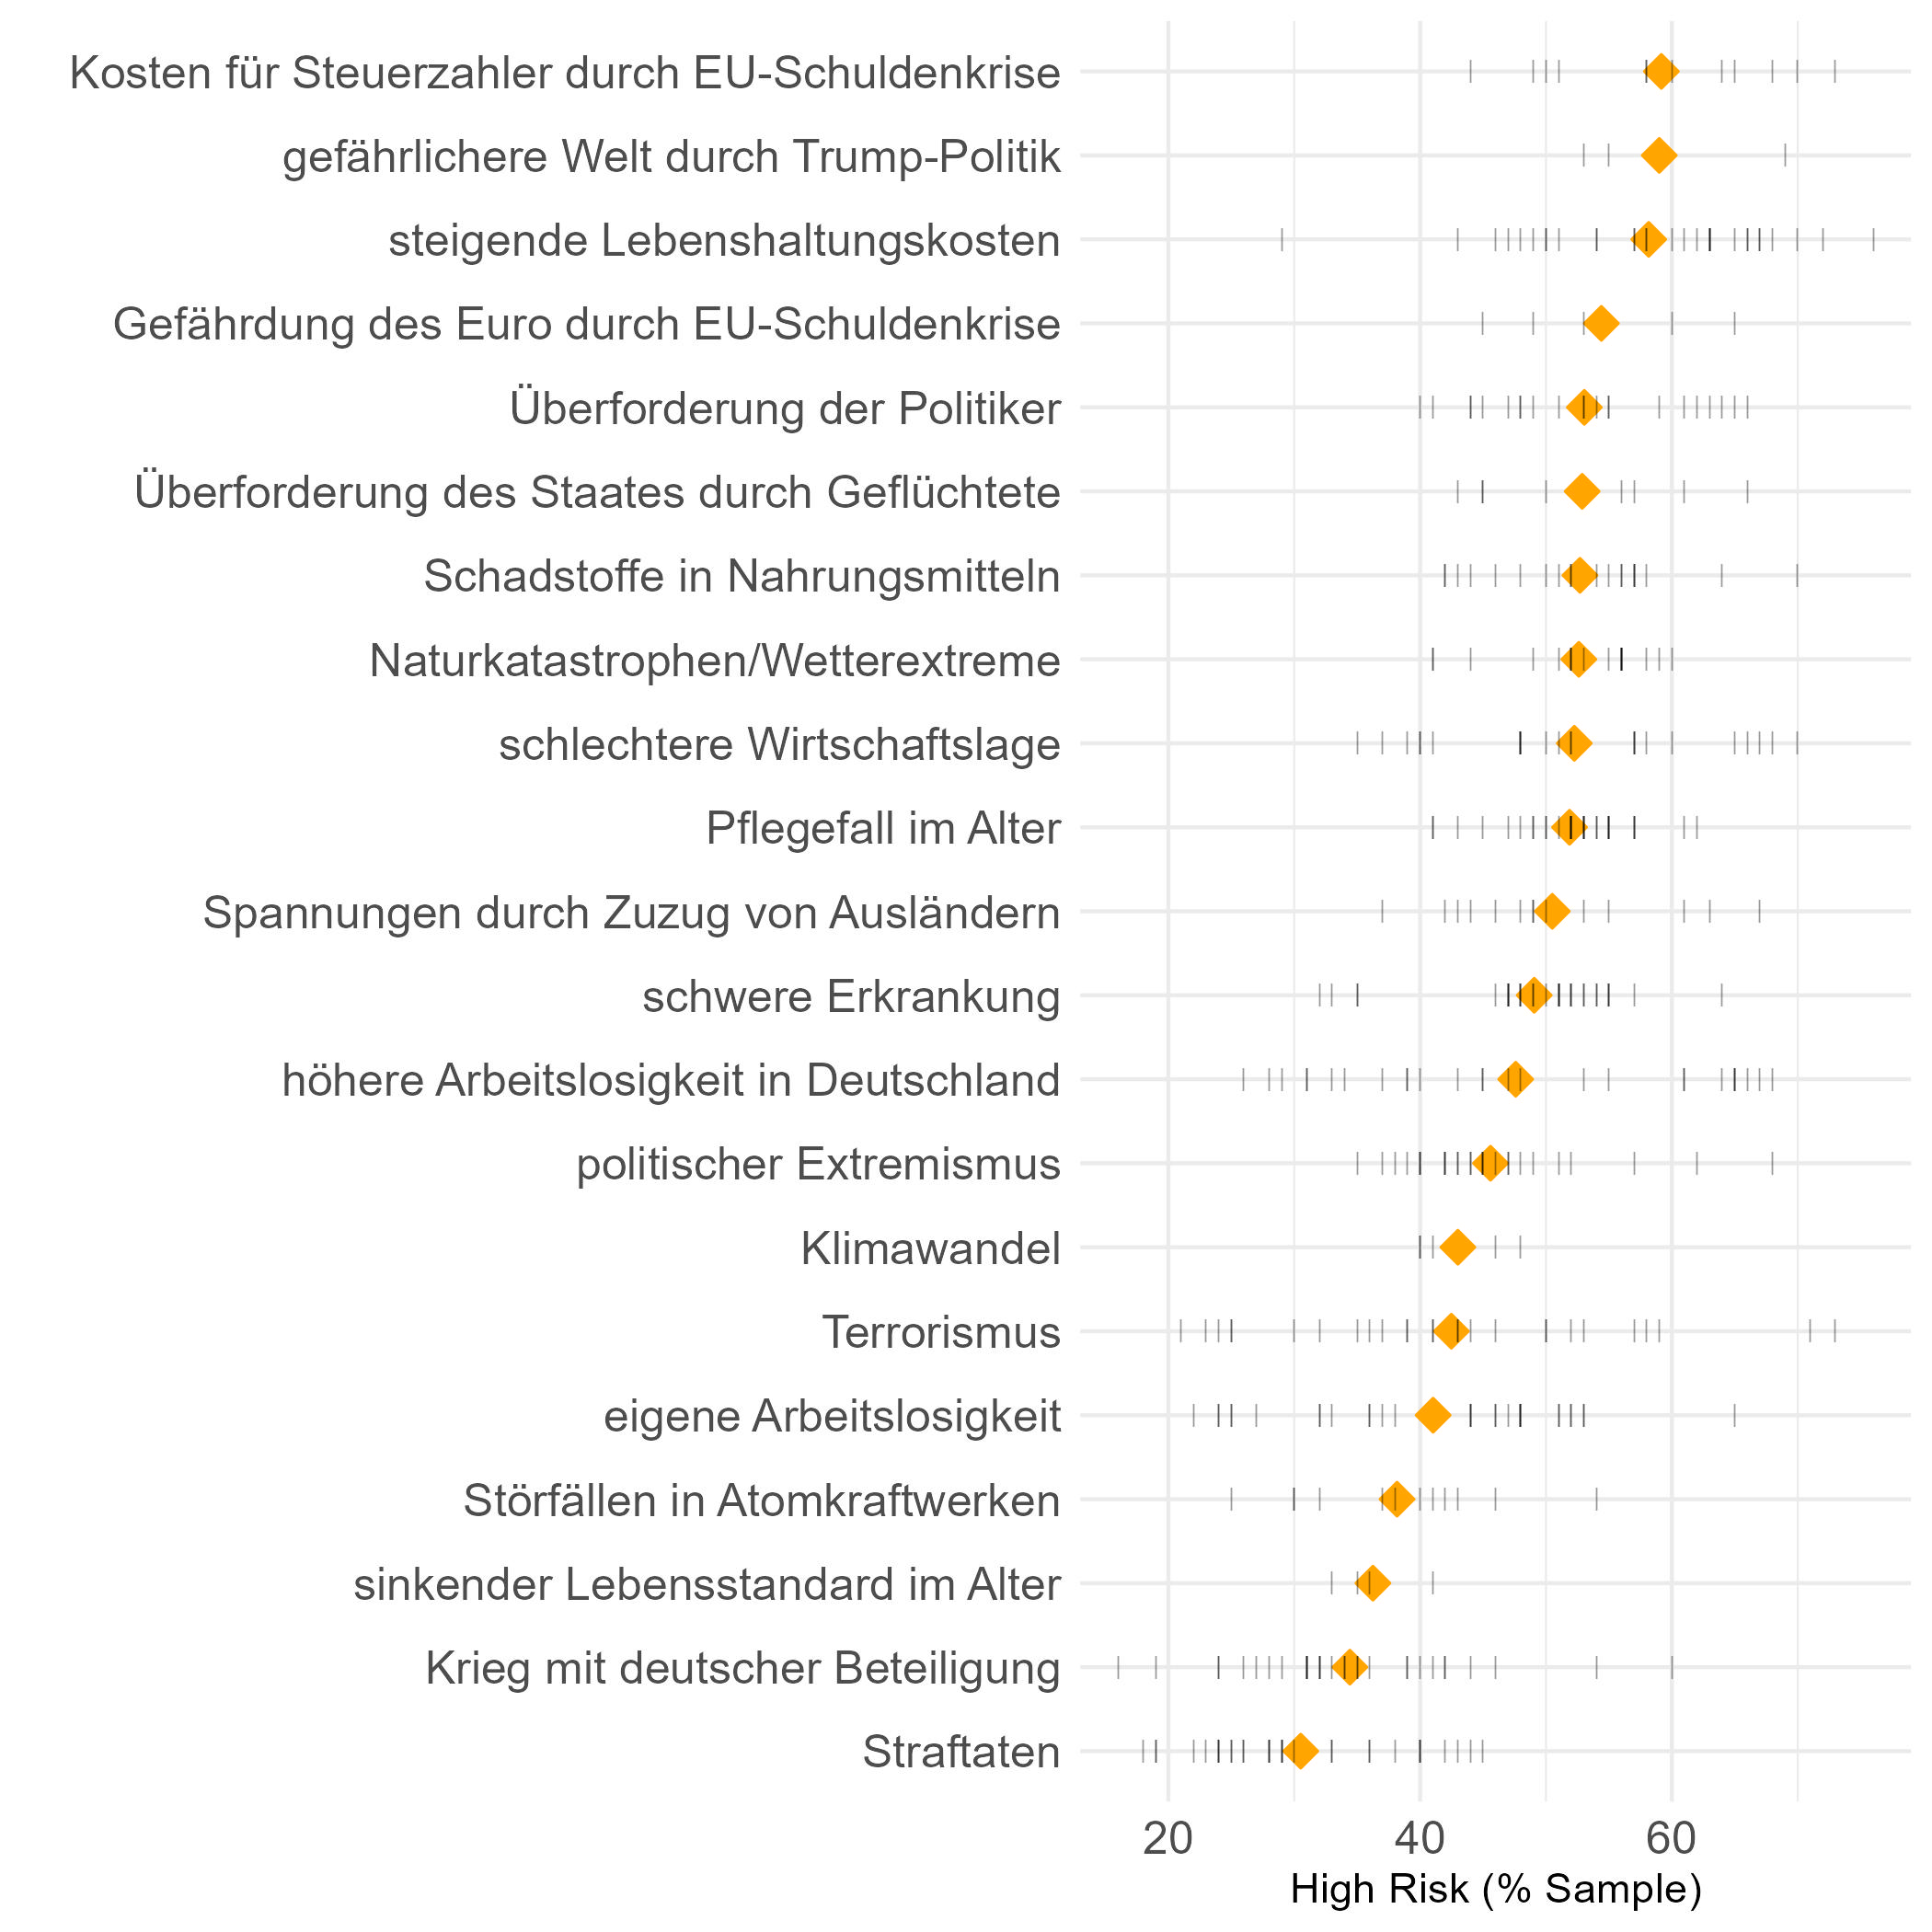 Kosten für Steuerzahler durch EU-Schuldenkrise
gefährlichere Welt durch Trump-Politik
steigende Lebenshaltungskosten
Gefährdung des Euro durch EU-Schuldenkrise
Überforderung der Politiker
Überforderung des Staates durch Geflüchtete
Schadstoffe in Nahrungsmitteln
Naturkatastrophen/Wetterextreme
schlechtere Wirtschaftslage
Pflegefall im Alter
Spannungen durch Zuzug von Ausländern
schwere Erkrankung
höhere Arbeitslosigkeit in Deutschland
politischer Extremismus
Klimawandel
Terrorismus
eigene Arbeitslosigkeit
Störfällen in Atomkraftwerken
sinkender Lebensstandard im Alter
Krieg mit deutscher Beteiligung
Straftaten
20 40 60
High Risk (% Sample)